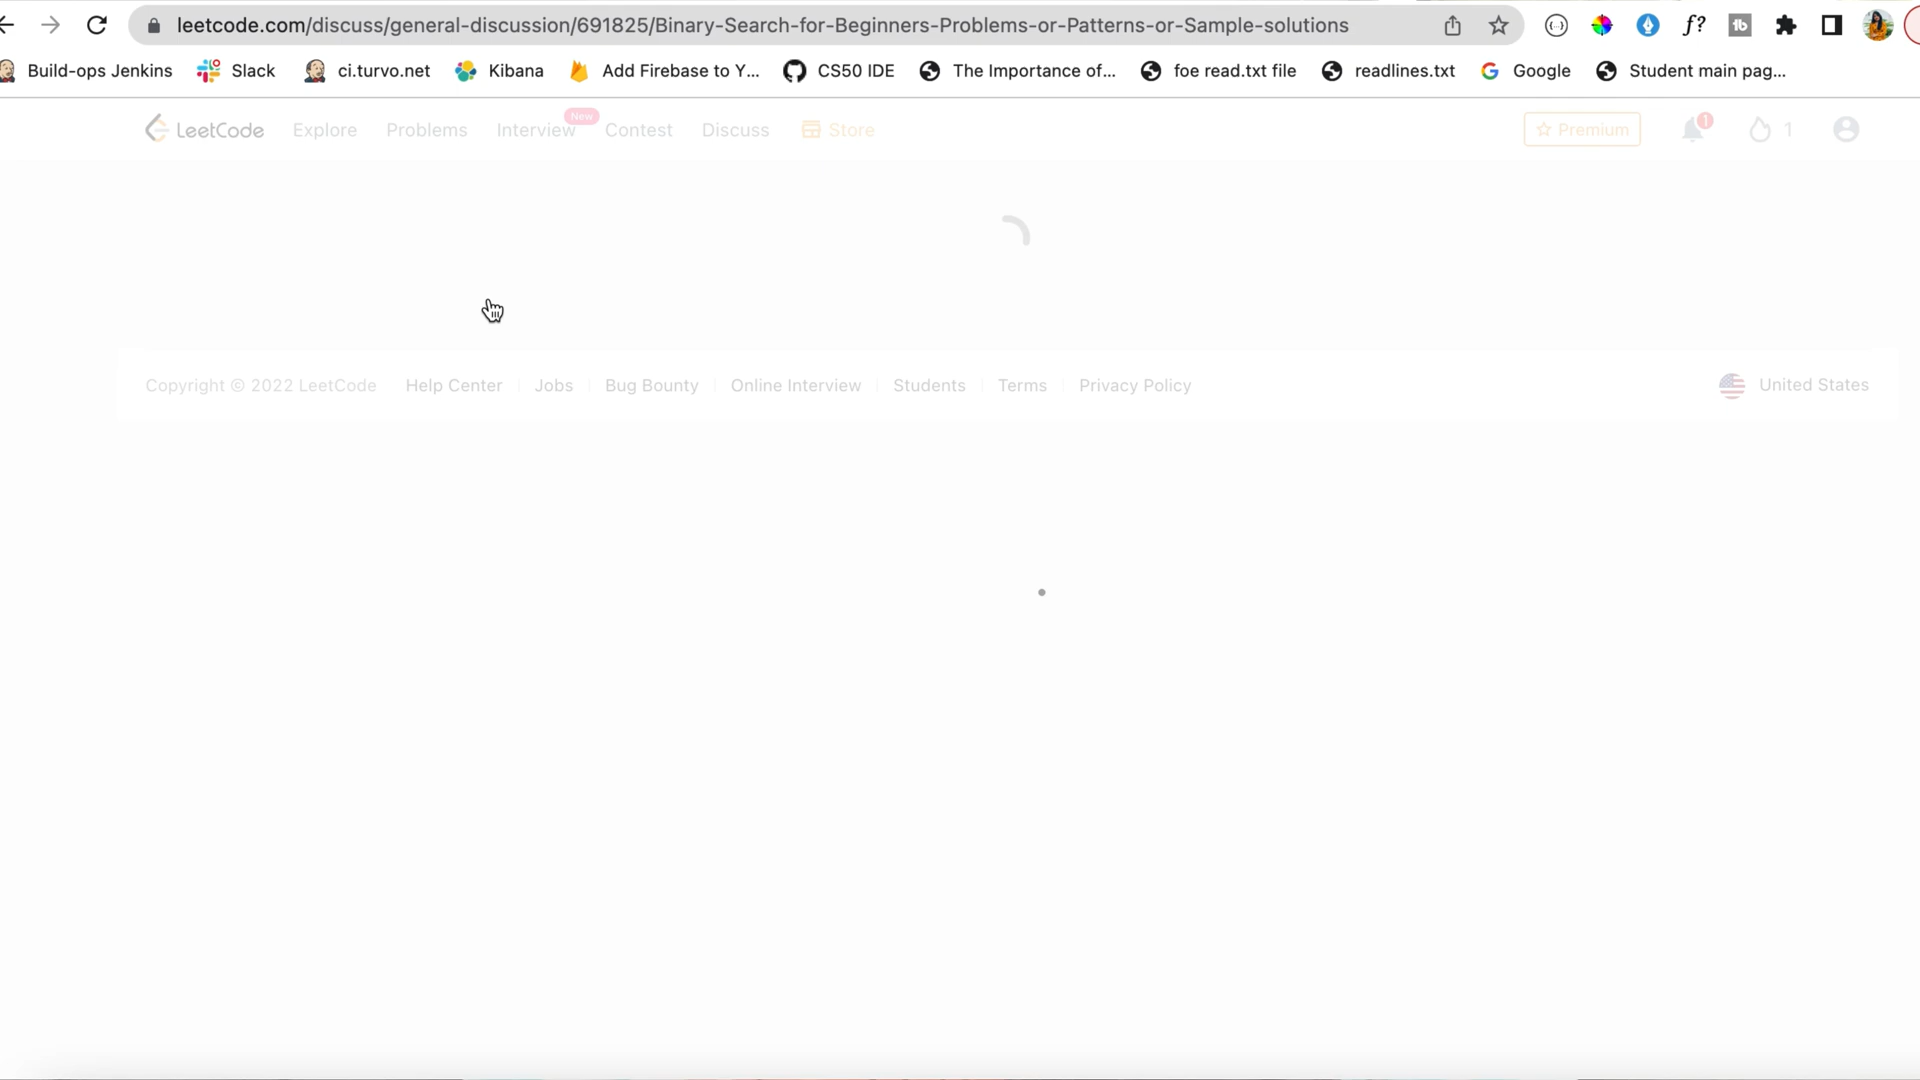 leetcode.com/discuss/general-discussion/691825/Binary-Search-for-Beginners-Problems-or-Patterns-or-Sample-solutions f? tb
Build-ops Jenkins Slack ci.turvo.net Kibana Add Firebase to Y... CS50 IDE The Importance of... foe read.txt file readlines.txt G Google Student main pag...
LeetCode Explore Problems Interview New Contest Discuss Store Premium 1 1
Copyright © 2022 LeetCode Help Center Jobs Bug Bounty Online Interview Students Terms Privacy Policy United States